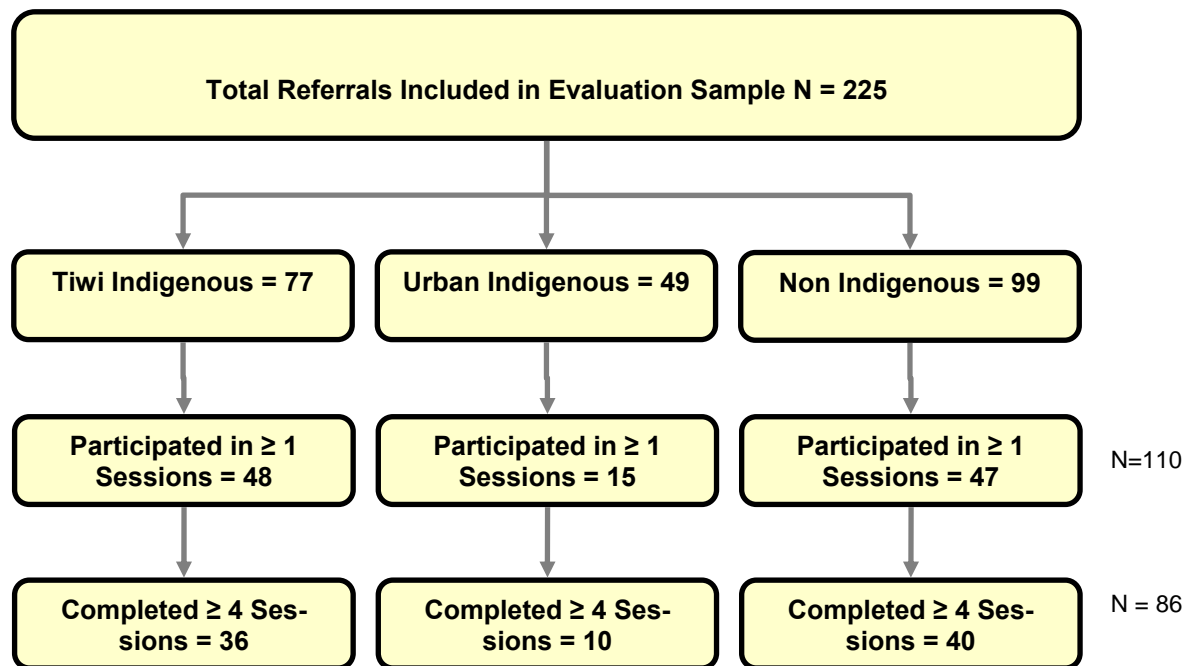 Total Referrals Included in Evaluation Sample N = 225
Tiwi Indigenous = 77
Urban Indigenous = 49
Non Indigenous = 99
Participated in ≥ 1
Sessions = 48
Participated in ≥ 1
Sessions = 15
Participated in ≥ 1
Sessions = 47
N=110
Completed ≥ 4 Ses-
sions = 36
Completed ≥ 4 Ses-
sions = 10
Completed ≥ 4 Ses-
sions = 40
N = 86